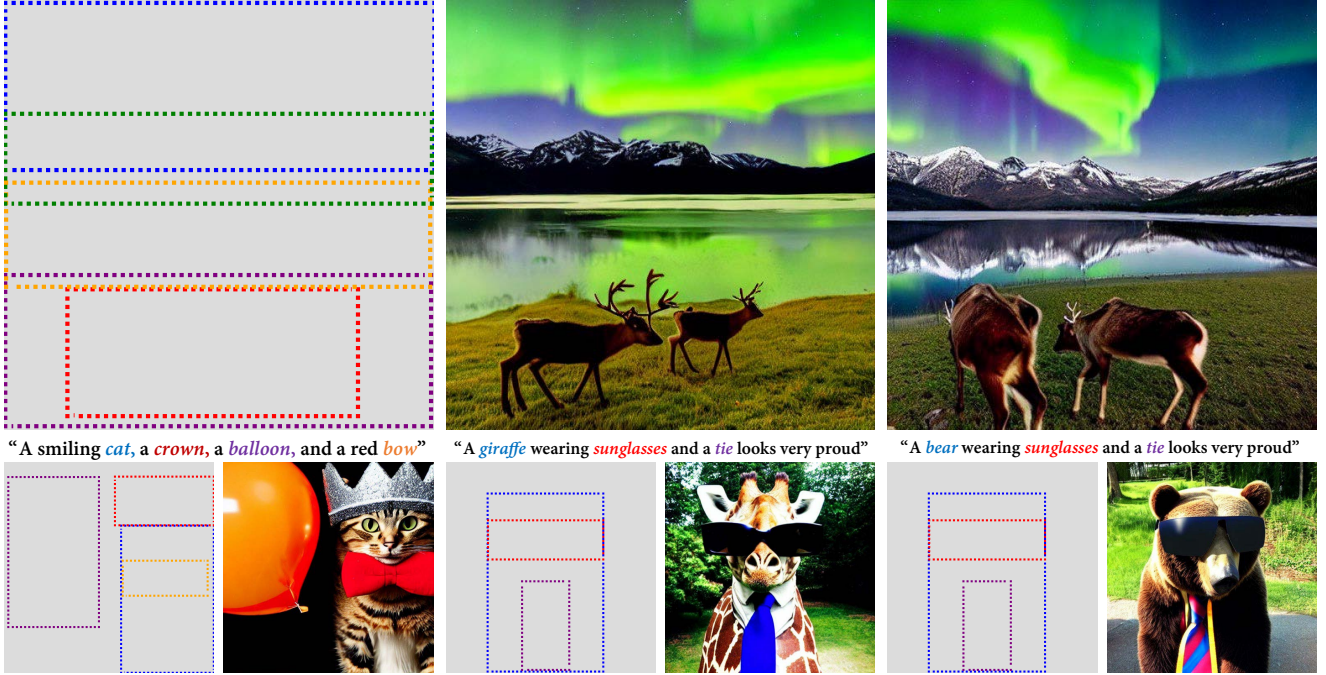 “A smiling cat, a crown, a balloon, and a red bow”
“A giraffe wearing sunglasses and a tie looks very proud”
“A bear wearing sunglasses and a tie looks very proud”